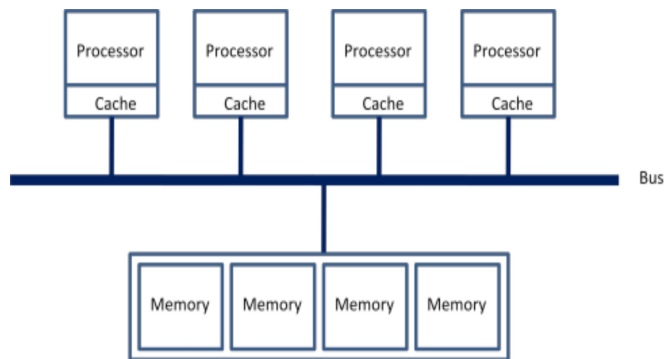 Processor Processor Processor Processor
Cache Cache Cache Cache
Bus
Memory Memory Memory Memory